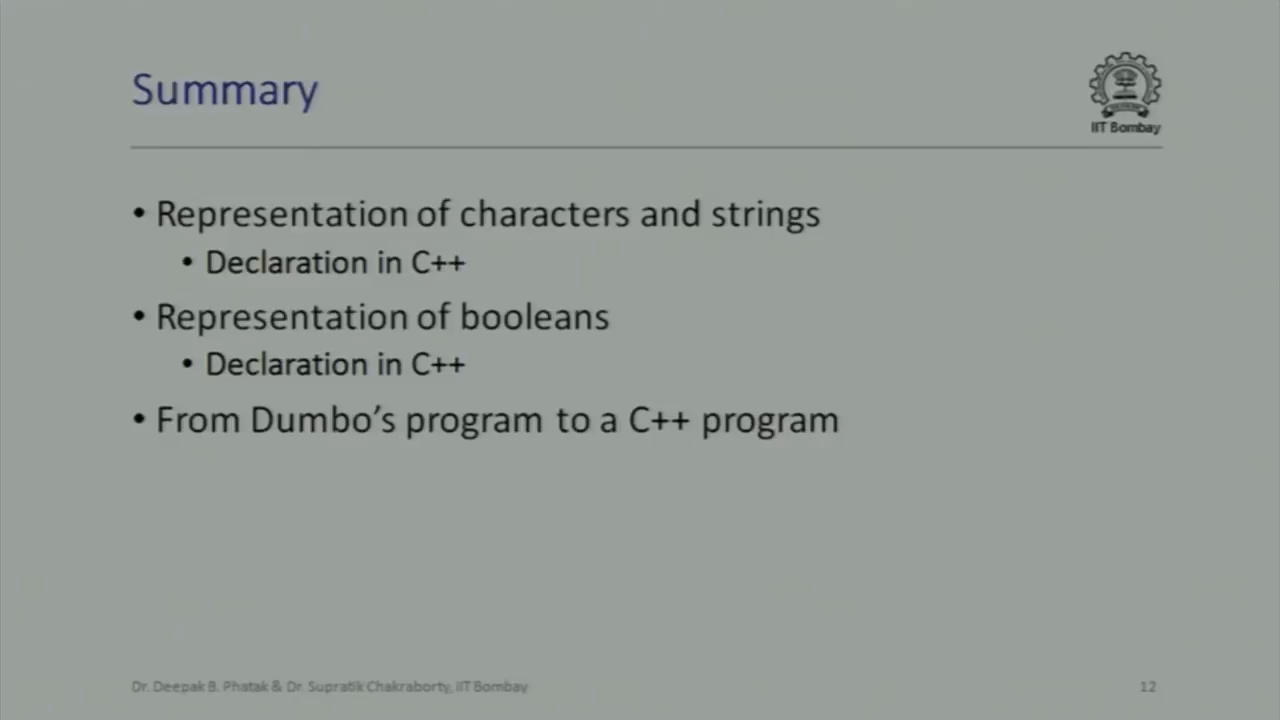 Summary
IIT Bombay
• Representation of characters and strings
• Declaration in C++
• Representation of booleans
• Declaration in C++
• From Dumbo’s program to a C++ program
Dr. Deepak B. Phatak & Dr. Supratik Chakraborty, IIT Bombay
12